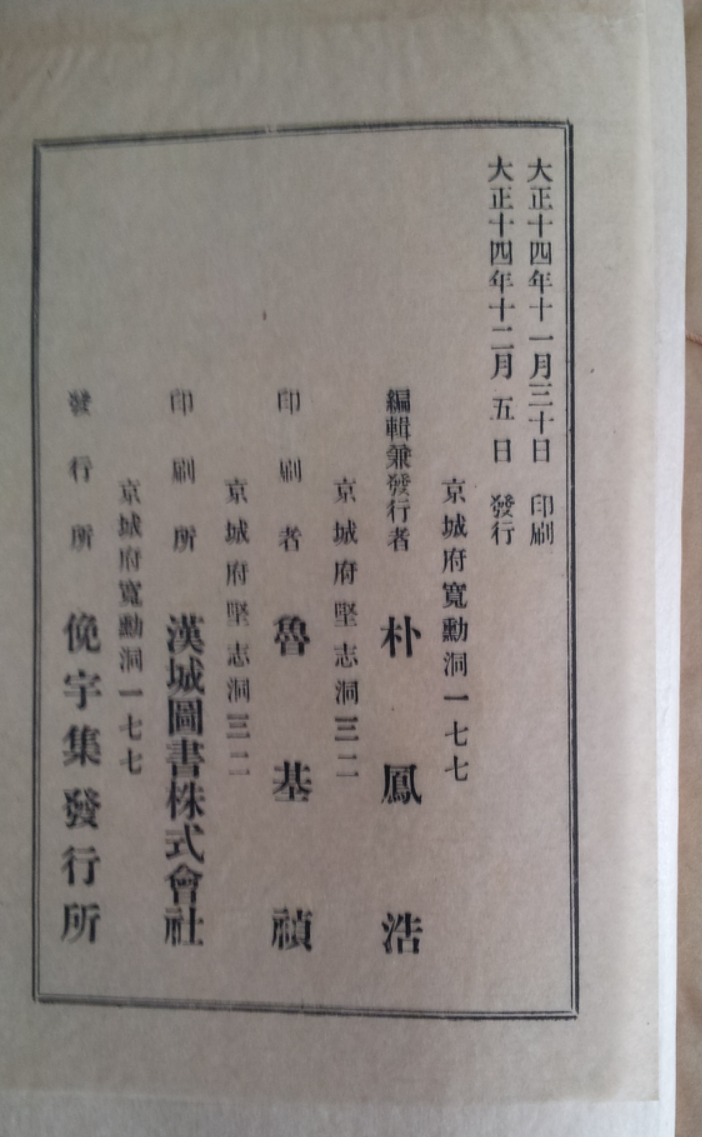 大正十四年十一月三十日 印刷
大正十四年十二月五日 發行
京城府寬勳洞一七七
編輯兼發行者 朴鳳浩
京城府堅志洞三二
印刷者 魯基禎
京城府堅志洞三二
印刷所 漢城圖書株式會社
京城府寬勳洞一七七
發行所 俛宇集發行所